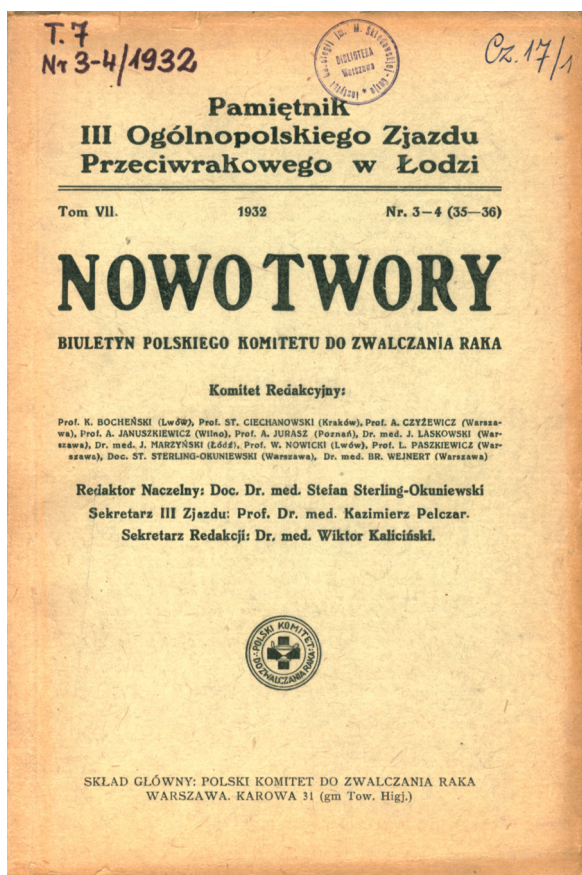 T. 7
Nr 3-4/1932
BIBLIOTEKA
Warszawa
Cz. 17/1
Pamiętnik
III Ogólnopolskiego Zjazdu
Przeciwrakowego w Łodzi
Tom VII. 1932 Nr. 3–4 (35—36)
NOWOTWORY
BIULETYN POLSKIEGO KOMITETU DO ZWALCZANIA RAKA
Komitet Redakcyjny:
Prof. K. BOCHEŃSKI (Lwów), Prof. ST. CIECHANOWSKI (Kraków), Prof. A. CZYŻEWICZ (Warsza-
wa), Prof. A. JANUSZKIEWICZ (Wilno), Prof. A. JURASZ (Poznań), Dr. med. J. LASKOWSKI (War-
szawa), Dr. med. J. MARZYŃSKI (Łódź), Prof. W. NOWICKI (Lwów), Prof. L. PASZKIEWICZ (War-
szawa), Doc. ST. STERLING-OKUNIEWSKI (Warszawa), Dr. med. BR. WEJNERT (Warszawa)
Redaktor Naczelny: Doc. Dr. med. Stefan Sterling-Okuniewski
Sekretarz III Zjazdu: Prof. Dr. med. Kazimierz Pelczar.
Sekretarz Redakcji: Dr. med. Wiktor Kaliciński.
POLSKI KOMITET
DO ZWALCZANIA RAKA
SKŁAD GŁÓWNY: POLSKI KOMITET DO ZWALCZANIA RAKA
WARSZAWA. KAROWA 31 (gm Tow. Higj.)